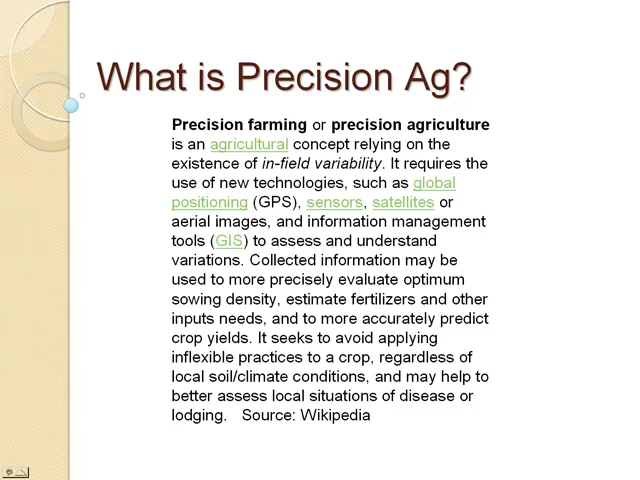 What is Precision Ag?
Precision farming or precision agriculture
is an agricultural concept relying on the
existence of in-field variability. It requires the
use of new technologies, such as global
positioning (GPS), sensors, satellites or
aerial images, and information management
tools (GIS) to assess and understand
variations. Collected information may be
used to more precisely evaluate optimum
sowing density, estimate fertilizers and other
inputs needs, and to more accurately predict
crop yields. It seeks to avoid applying
inflexible practices to a crop, regardless of
local soil/climate conditions, and may help to
better assess local situations of disease or
lodging.   Source: Wikipedia